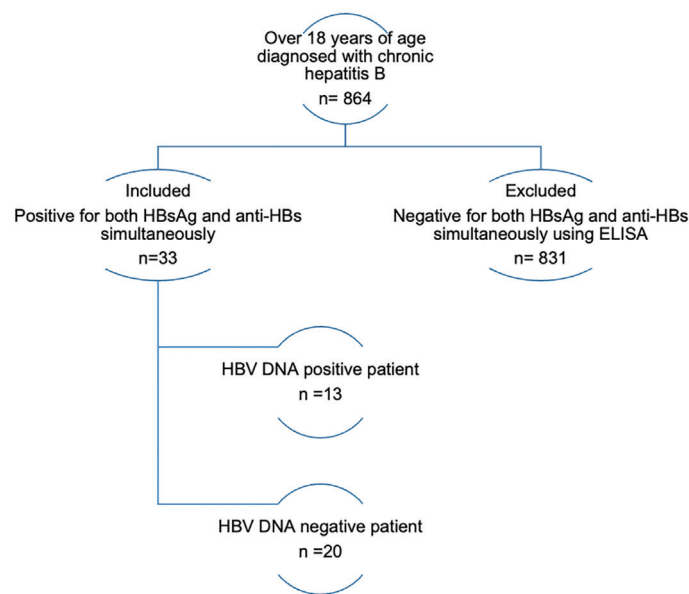 Over 18 years of age
diagnosed with chronic
hepatitis B
n= 864
Included
Positive for both HBsAg and anti-HBs
simultaneously
n=33
Excluded
Negative for both HBsAg and anti-HBs
simultaneously using ELISA
n= 831
HBV DNA positive patient
n =13
HBV DNA negative patient
n =20